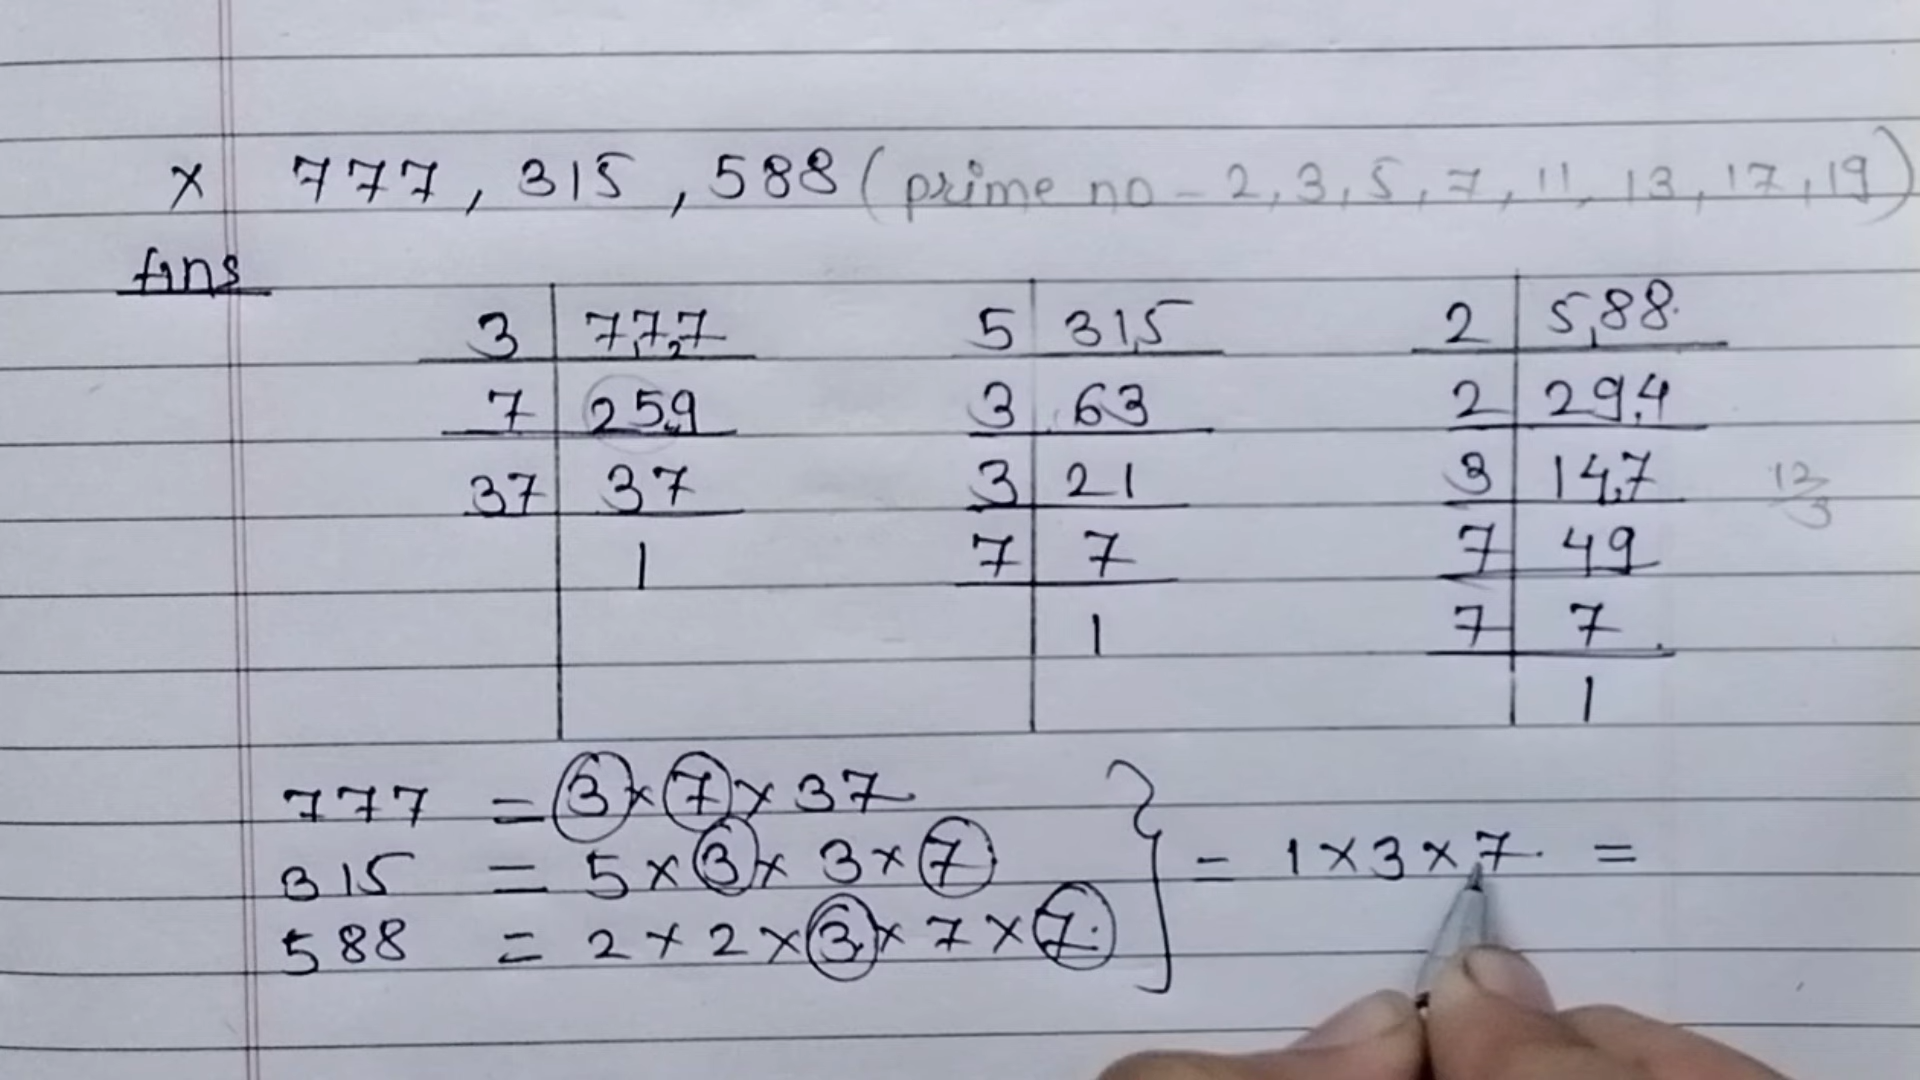 x 777, 315, 588 (prime no - 2, 3, 5, 7, 11, 13, 17, 19)
Ans
3 | 777 5 | 315 2 | 588
7 | 259 3 | 63 2 | 294
37 | 37 3 | 21 3 | 147 12/3
1 7 | 7 7 | 49
1 7 | 7
1
777 = 3 × 7 × 37
315 = 5 × 3 × 3 × 7 } = 1 × 3 × 7 =
588 = 2 × 2 × 3 × 7 × 7